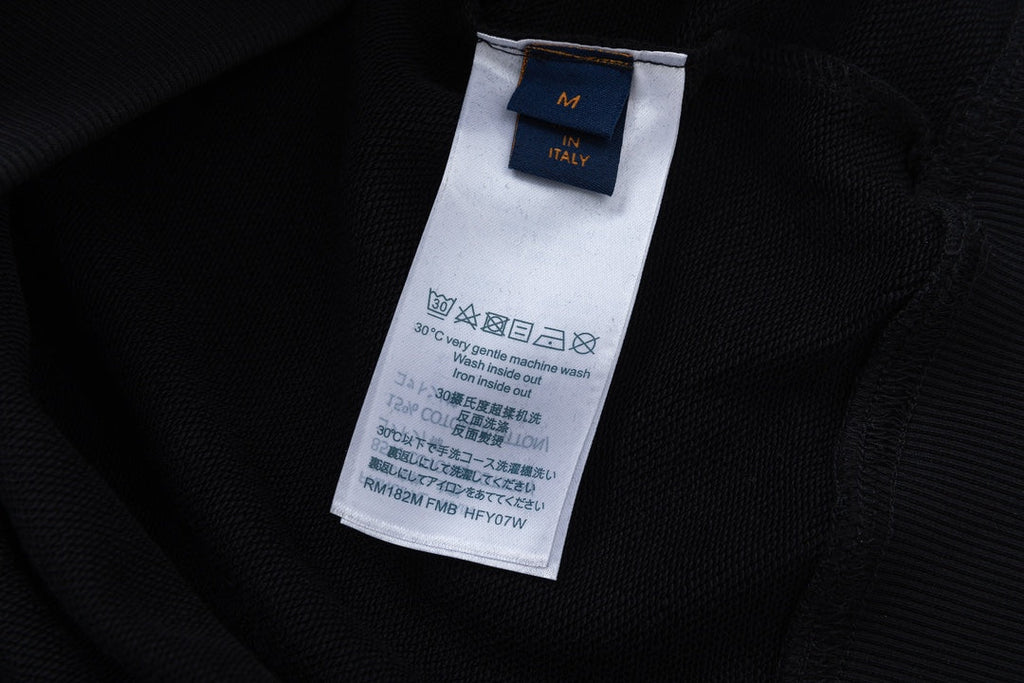 M
IN
ITALY
30
30°C very gentle machine wash
Wash inside out
Iron inside out
30摄氏度超揉机洗
反面洗涤
反面熨烫
30℃以下で手洗コース洗濯機洗い
裏返しにして洗濯してください
裏返しにしてアイロンをあててください
RM182M FMB HFY07W